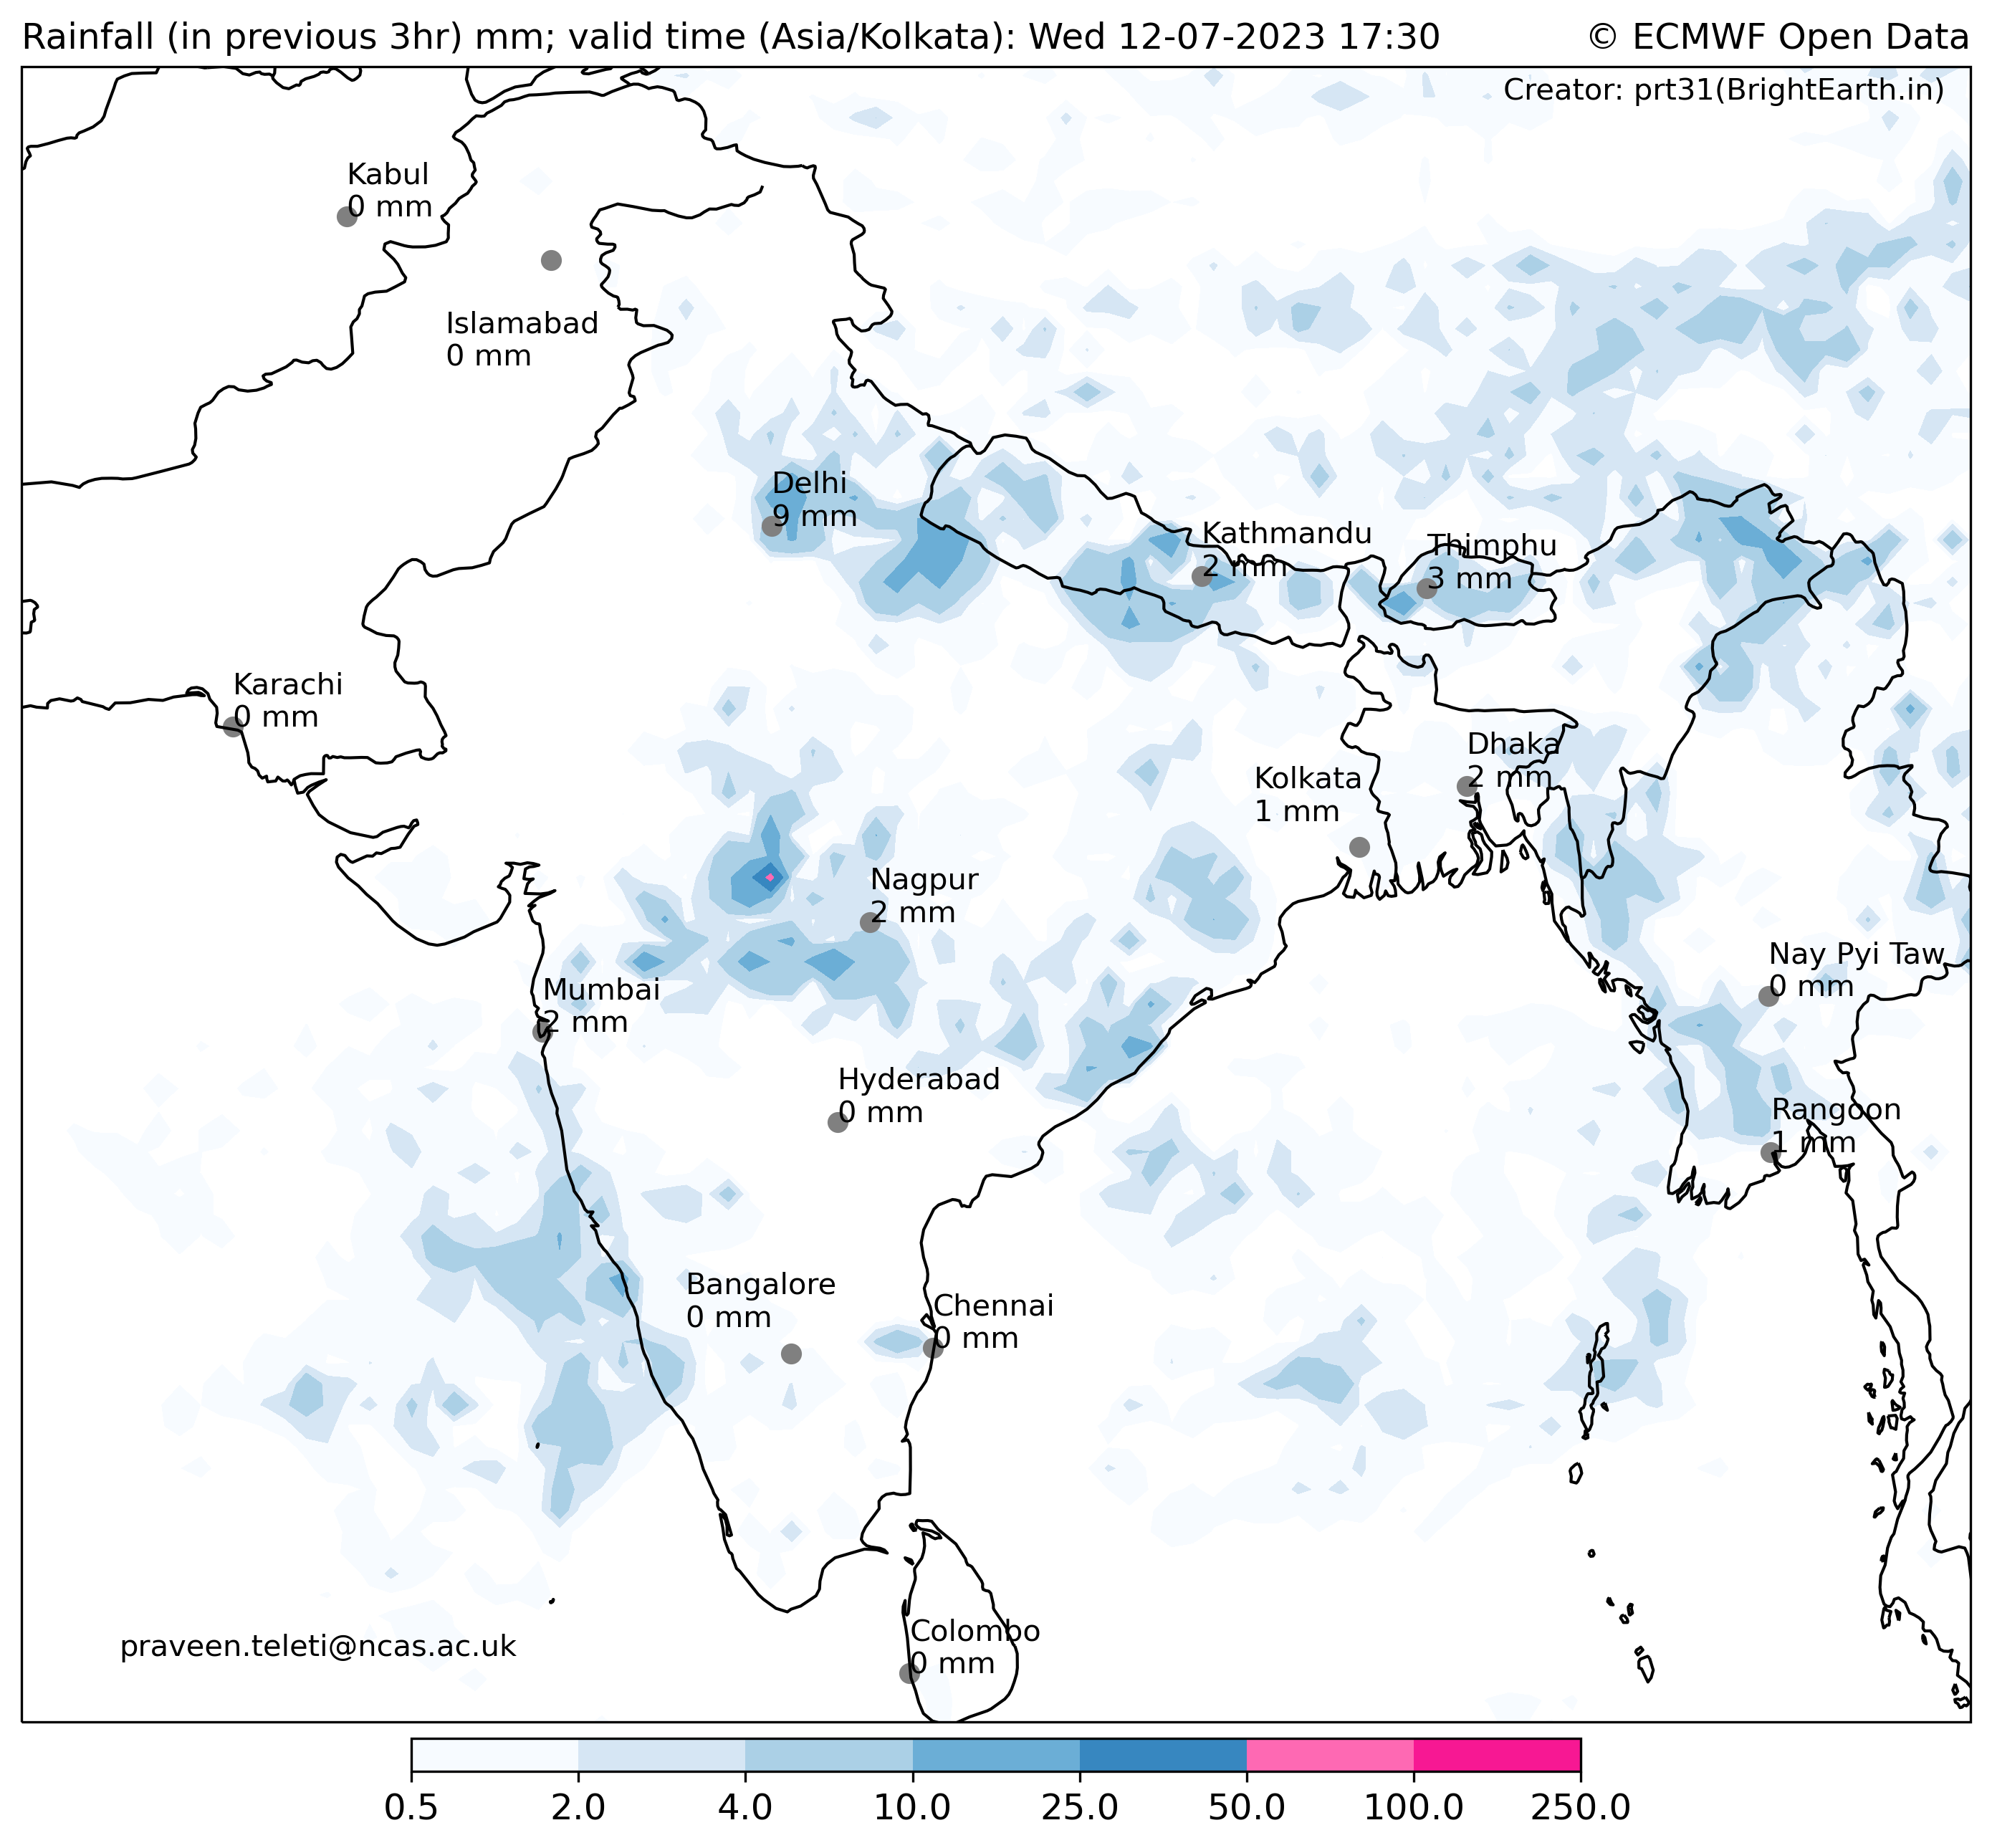 Rainfall (in previous 3hr) mm; valid time (Asia/Kolkata): Wed 12-07-2023 17:30
© ECMWF Open Data
Creator: prt31(BrightEarth.in)
Kabul
0 mm
Islamabad
0 mm
Delhi
9 mm
Kathmandu
2 mm
Thimphu
3 mm
Karachi
0 mm
Dhaka
2 mm
Kolkata
1 mm
Nagpur
2 mm
Nay Pyi Taw
0 mm
Mumbai
2 mm
Hyderabad
0 mm
Rangoon
1 mm
Bangalore
0 mm
Chennai
0 mm
Colombo
0 mm
praveen.teleti@ncas.ac.uk
0.5 2.0 4.0 10.0 25.0 50.0 100.0 250.0